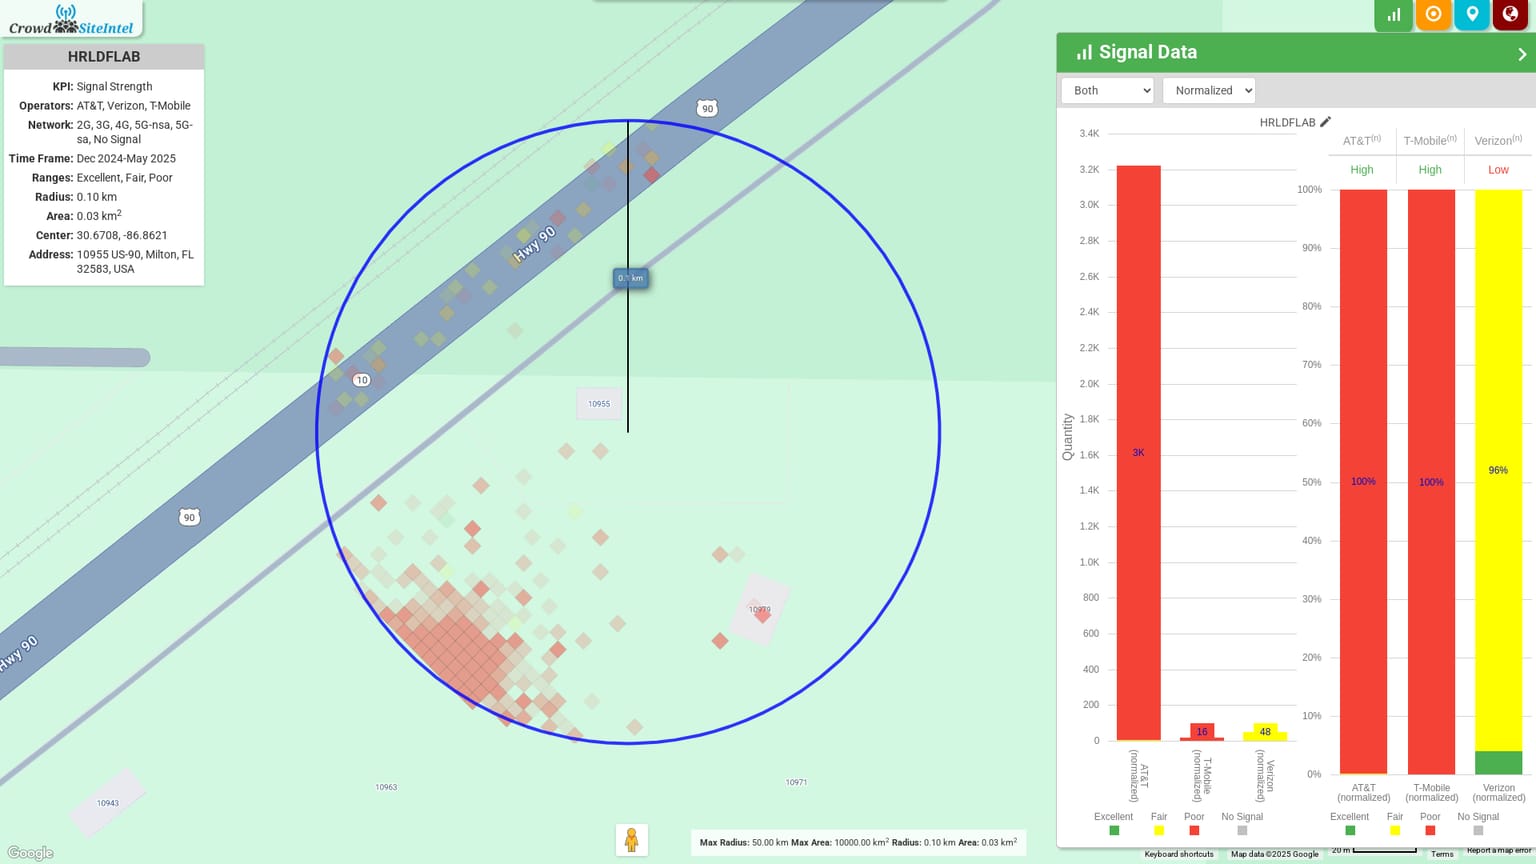 Crowd SiteIntel
HRLDFLAB
KPI: Signal Strength
Operators: AT&T, Verizon, T-Mobile
Network: 2G, 3G, 4G, 5G-nsa, 5G-
sa, No Signal
Time Frame: Dec 2024-May 2025
Ranges: Excellent, Fair, Poor
Radius: 0.10 km
Area: 0.03 km²
Center: 30.6708, -86.8621
Address: 10955 US-90, Milton, FL
32583, USA
90
Hwy 90
0.1 km
10
10955
90
Hwy 90
10979
10943
10963
10971
Google
Max Radius: 50.00 km Max Area: 10000.00 km² Radius: 0.10 km Area: 0.03 km²
Signal Data
Both
Normalized
HRLDFLAB
Quantity
3.4K
3.2K
3.0K
2.8K
2.6K
2.4K
2.2K
2.0K
1.8K
1.6K
1.4K
1.2K
1.0K
800
600
400
200
0
3K
16
48
AT&T
(normalized)
T-Mobile
(normalized)
Verizon
(normalized)
Excellent Fair Poor No Signal
AT&T(n) T-Mobile(n) Verizon(n)
High High Low
100%
90%
80%
70%
60%
50%
40%
30%
20%
10%
0%
100%
100%
96%
AT&T
(normalized)
T-Mobile
(normalized)
Verizon
(normalized)
Excellent Fair Poor No Signal
Keyboard shortcuts Map data ©2025 Google 20 m Terms Report a map error